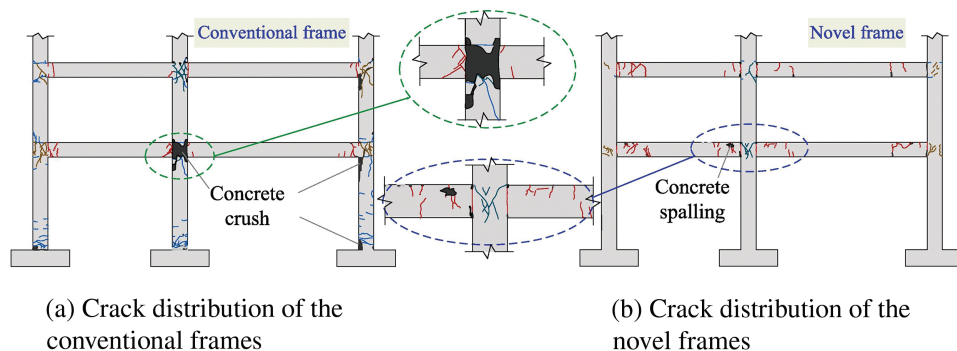 Conventional frame
Novel frame
Concrete
crush
Concrete
spalling
(a) Crack distribution of the
conventional frames
(b) Crack distribution of the
novel frames